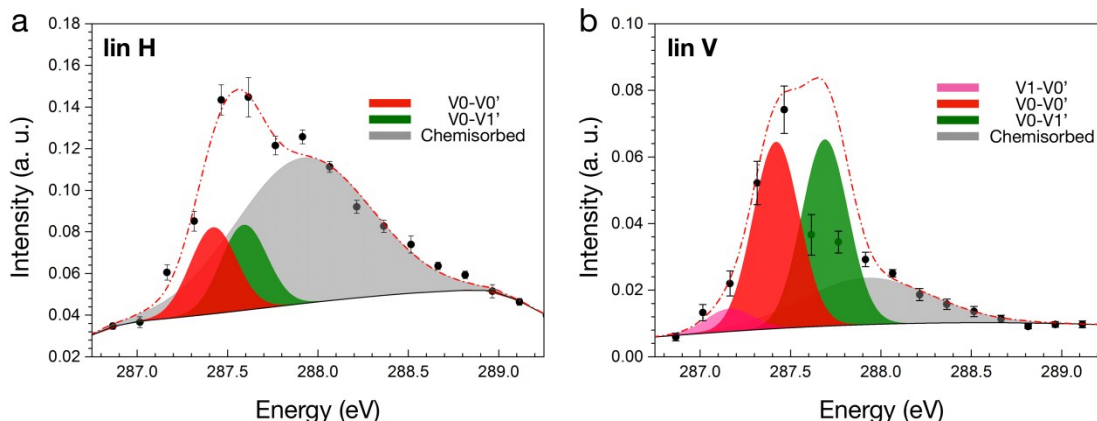 a
lin H
V0-V0'
V0-V1'
Chemisorbed
Intensity (a. u.)
0.18
0.16
0.14
0.12
0.10
0.08
0.06
0.04
0.02
287.0 287.5 288.0 288.5 289.0
Energy (eV)
b
lin V
V1-V0'
V0-V0'
V0-V1'
Chemisorbed
Intensity (a. u.)
0.10
0.08
0.06
0.04
0.02
0.00
287.0 287.5 288.0 288.5 289.0
Energy (eV)